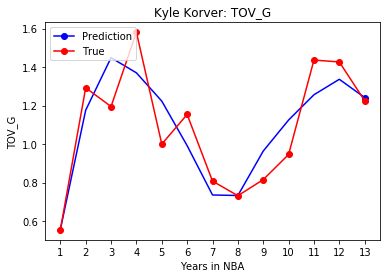 Kyle Korver: TOV_G
Prediction
True
1.6
1.4
1.2
1.0
0.8
0.6
TOV_G
1 2 3 4 5 6 7 8 9 10 11 12 13
Years in NBA